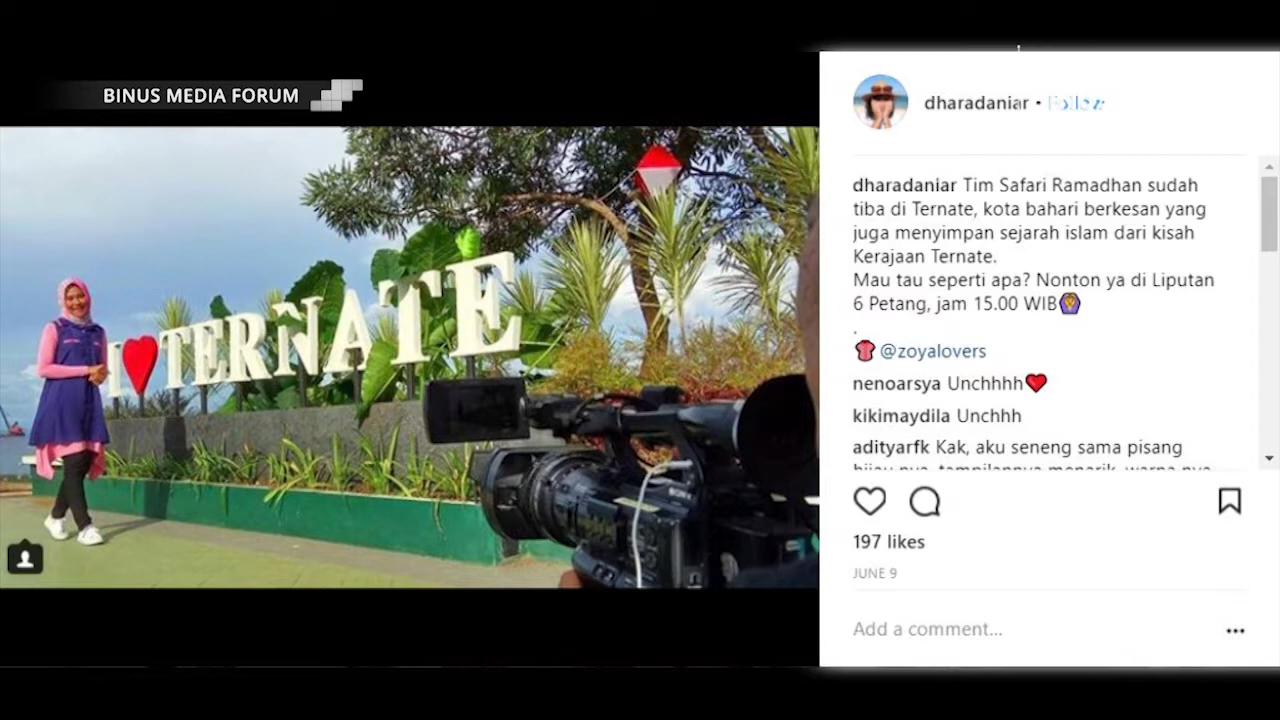 BINUS MEDIA FORUM
I TERNATE
dharadaniar • Follow
dharadaniar Tim Safari Ramadhan sudah
tiba di Ternate, kota bahari berkesan yang
juga menyimpan sejarah islam dari kisah
Kerajaan Ternate.
Mau tau seperti apa? Nonton ya di Liputan
6 Petang, jam 15.00 WIB
.
@zoyalovers
nenoarsya Unchhhh
kikimaydila Unchhh
adityarfk Kak, aku seneng sama pisang
197 likes
JUNE 9
Add a comment...